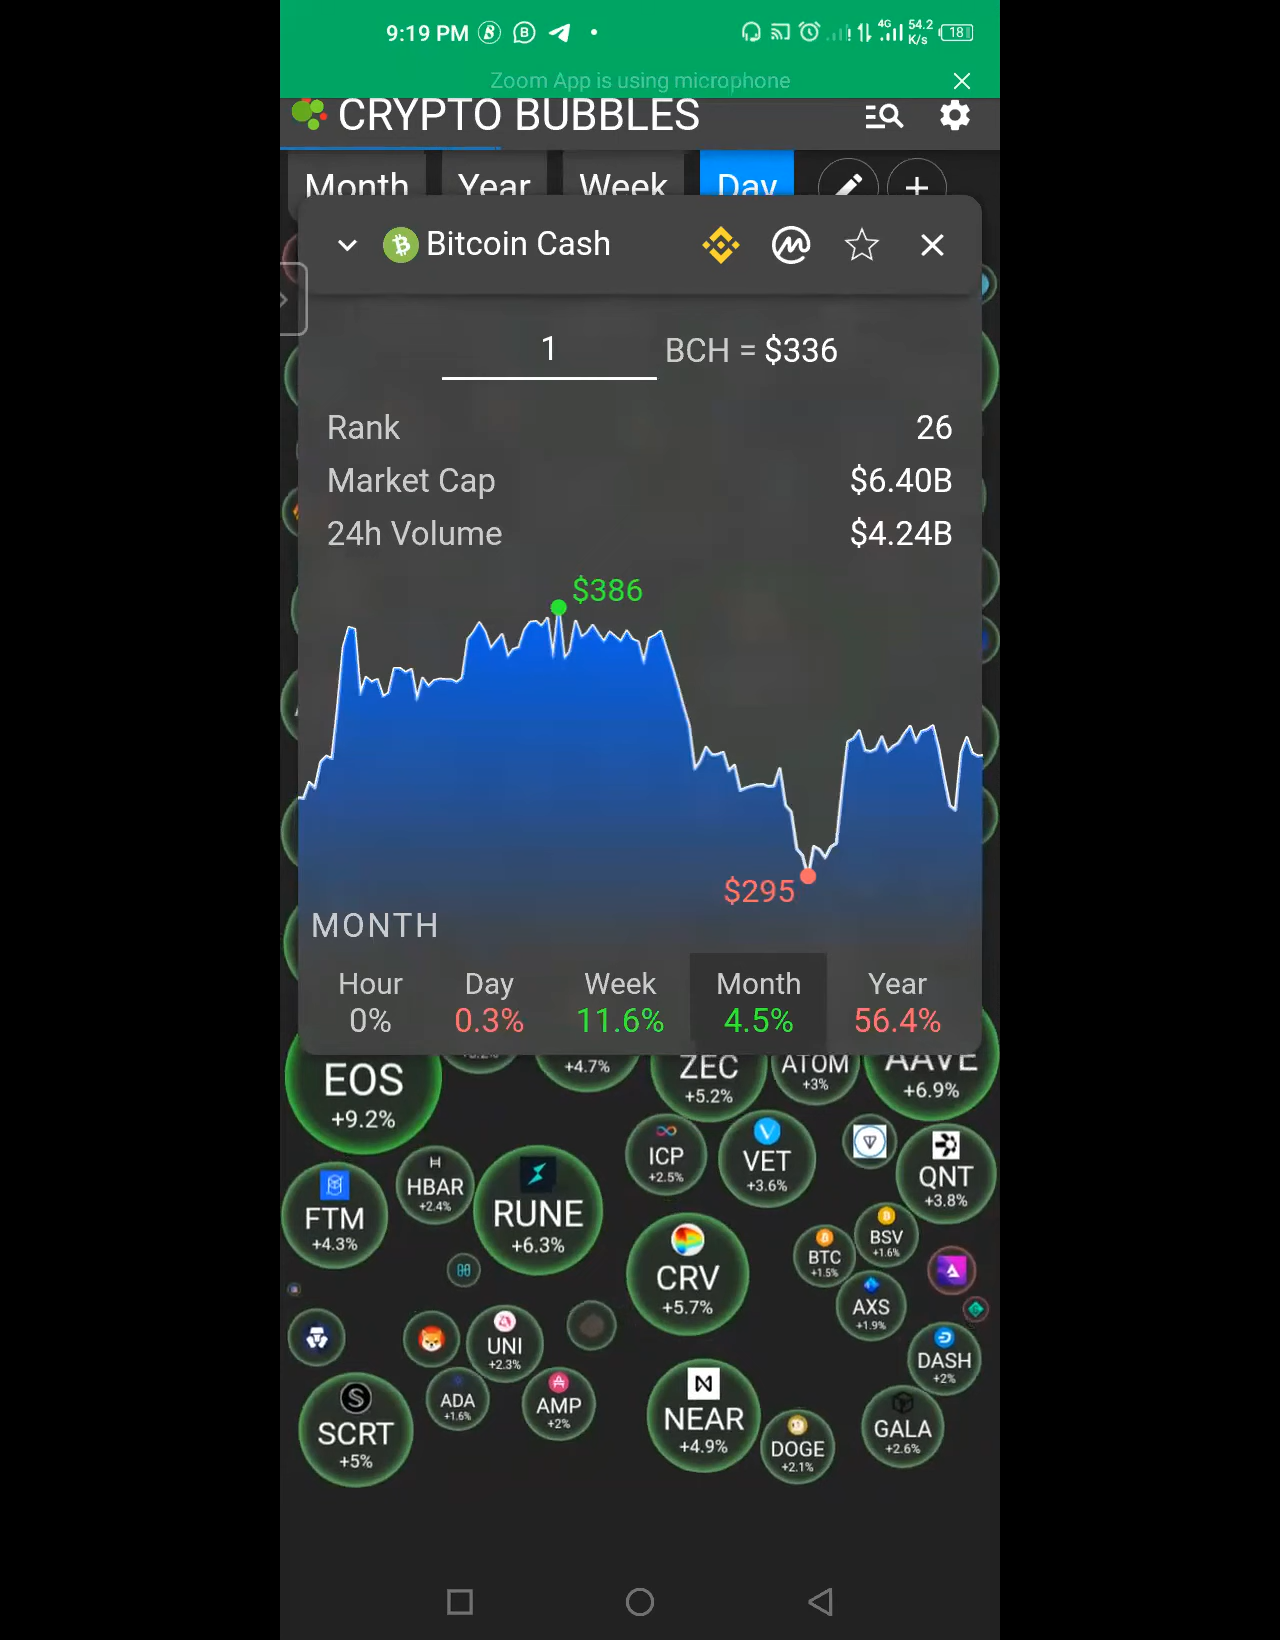 9:19 PM
4G 54.2 K/s 18
Zoom App is using microphone
CRYPTO BUBBLES
Month Year Week Day
Bitcoin Cash
1 BCH = $336
Rank 26
Market Cap $6.40B
24h Volume $4.24B
$386
$295
MONTH
Hour Day Week Month Year
0% 0.3% 11.6% 4.5% 56.4%
EOS
+9.2%
+4.7%
ZEC
+5.2%
ATOM
+3%
AAVE
+6.9%
ICP
+2.5%
VET
+3.6%
QNT
+3.8%
FTM
+4.3%
HBAR
+2.4%
RUNE
+6.3%
CRV
+5.7%
BTC
+1.5%
BSV
+1.6%
AXS
+1.9%
UNI
+2.3%
DASH
+2%
SCRT
+5%
ADA
+1.6%
AMP
+2%
NEAR
+4.9%
DOGE
+2.1%
GALA
+2.6%